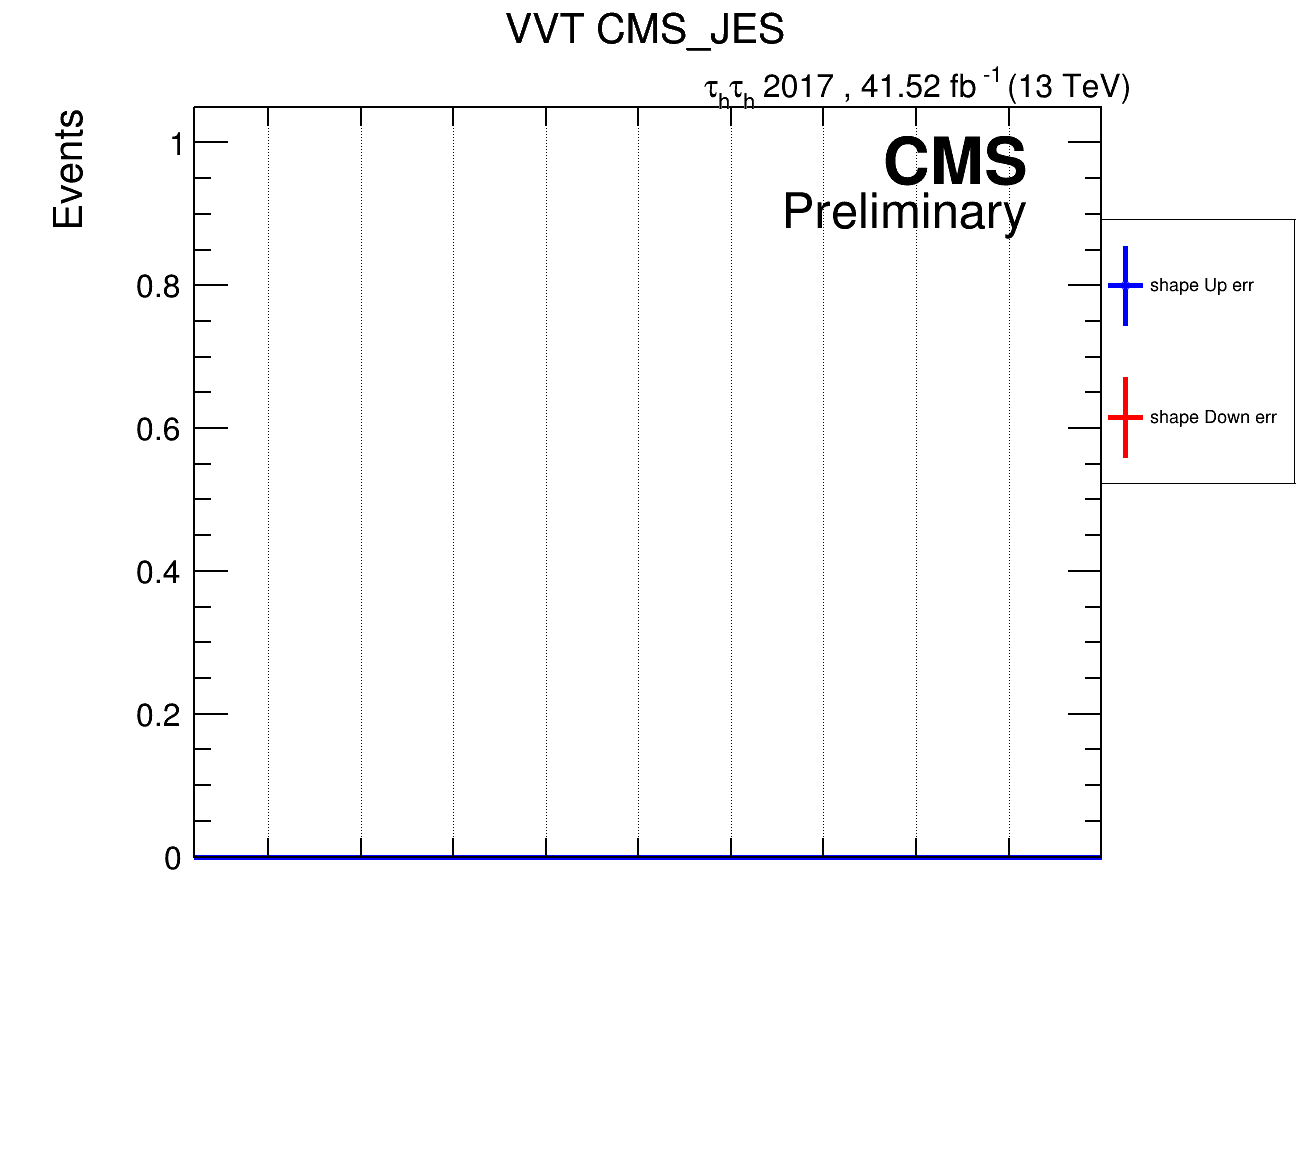 VVT CMS_JES
τhτh 2017 , 41.52 fb -1 (13 TeV)
Events
CMS
Preliminary
1
0.8
0.6
0.4
0.2
0
shape Up err
shape Down err